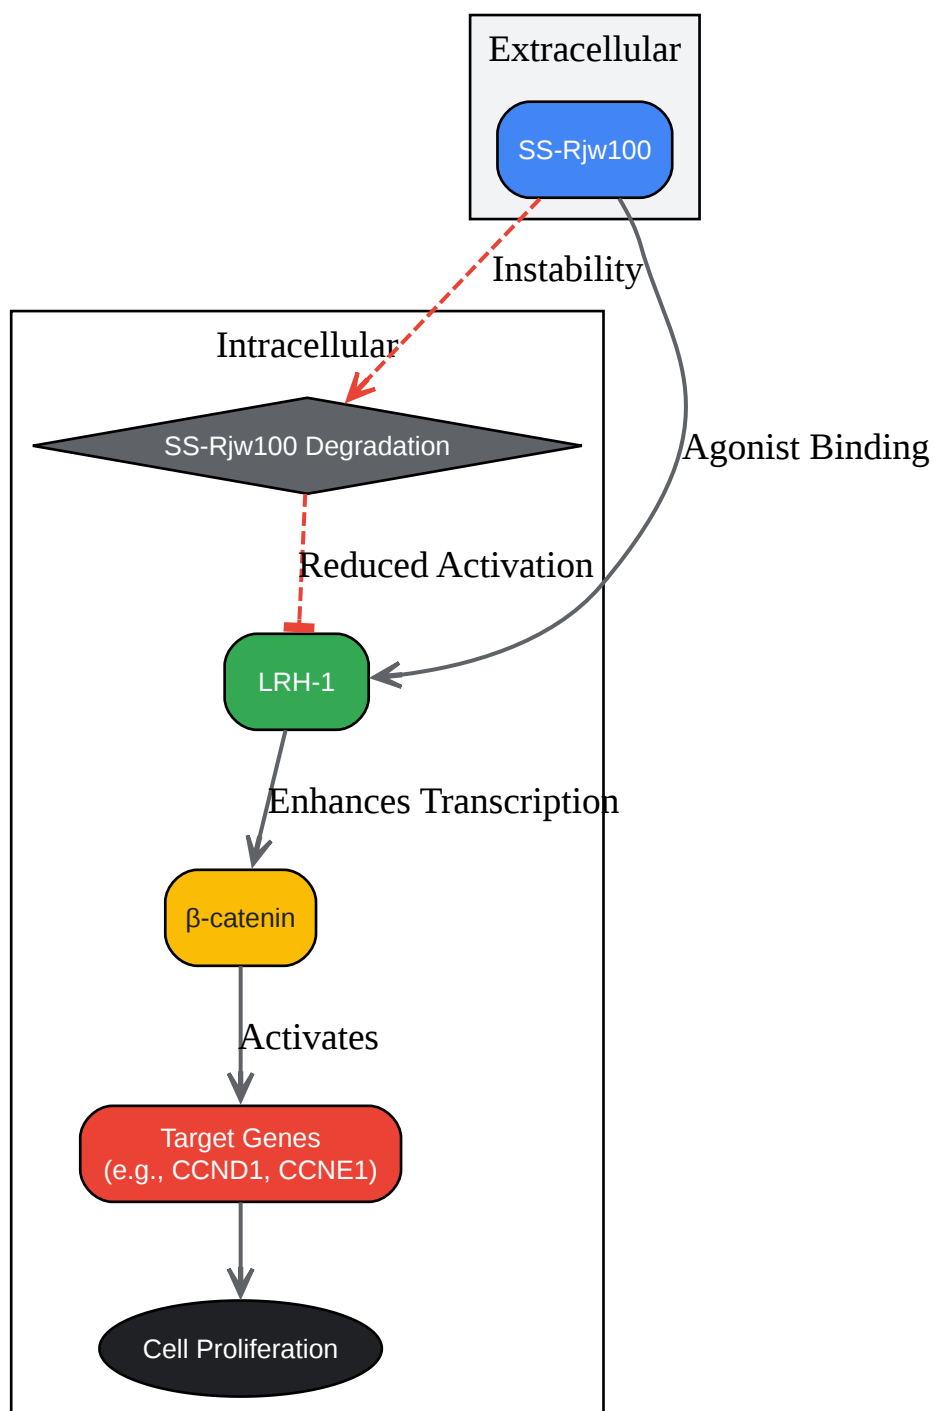 Extracellular
SS-Rjw100
Instability
Intracellular
SS-Rjw100 Degradation
Agonist Binding
Reduced Activation
LRH-1
Enhances Transcription
β-catenin
Activates
Target Genes
(e.g., CCND1, CCNE1)
Cell Proliferation